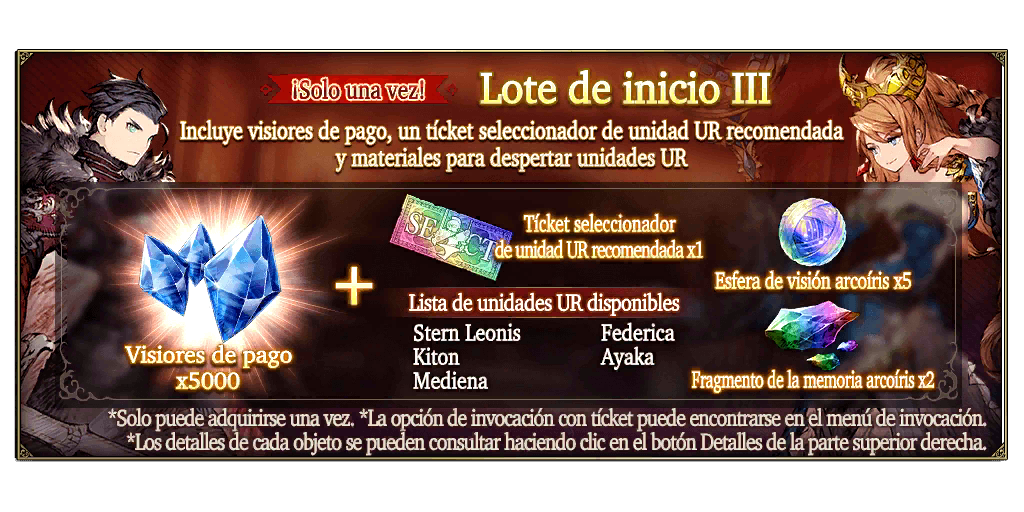 ¡Solo una vez!
Lote de inicio III
Incluye visiores de pago, un tícket seleccionador de unidad UR recomendada
y materiales para despertar unidades UR
SELECT
Tícket seleccionador
de unidad UR recomendada x1
Lista de unidades UR disponibles
Stern Leonis
Federica
Kiton
Ayaka
Mediena
Visiores de pago
x5000
Esfera de visión arcoíris x5
Fragmento de la memoria arcoíris x2
*Solo puede adquirirse una vez. *La opción de invocación con tícket puede encontrarse en el menú de invocación.
*Los detalles de cada objeto se pueden consultar haciendo clic en el botón Detalles de la parte superior derecha.